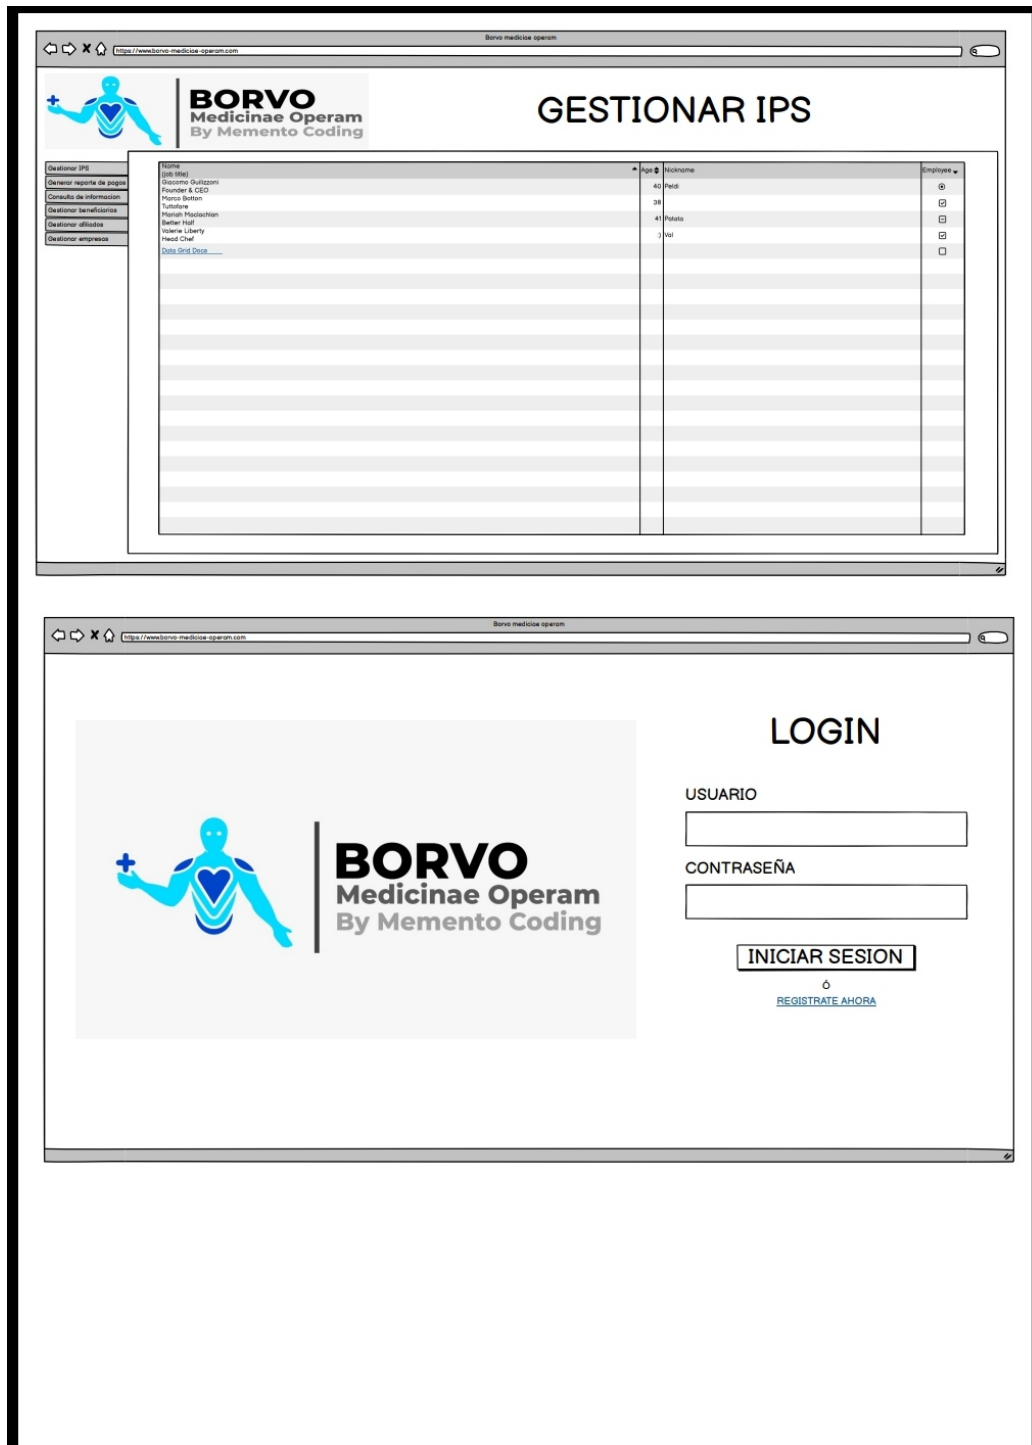 Borvo mediciae operam
https://www.borvo-mediciae-operam.com
BORVO
Medicinae Operam
By Memento Coding
GESTIONAR IPS
Gestionar IPS
Generar reporte de pagos
Consulta de informacion
Gestionar beneficiarios
Gestionar afiliados
Gestionar empresas
Name
(job title)
Age
Nickname
Employee
Giacomo Guilizzoni
Founder & CEO
40
Peldi
Marco Botton
Tuttofare
38
Mariah Maclachlan
Better Half
41
Patata
Valerie Liberty
Head Chef
:)
Val
Data Grid Docs
Borvo mediciae operam
https://www.borvo-mediciae-operam.com
BORVO
Medicinae Operam
By Memento Coding
LOGIN
USUARIO
CONTRASEÑA
INICIAR SESION
Ó
REGISTRATE AHORA